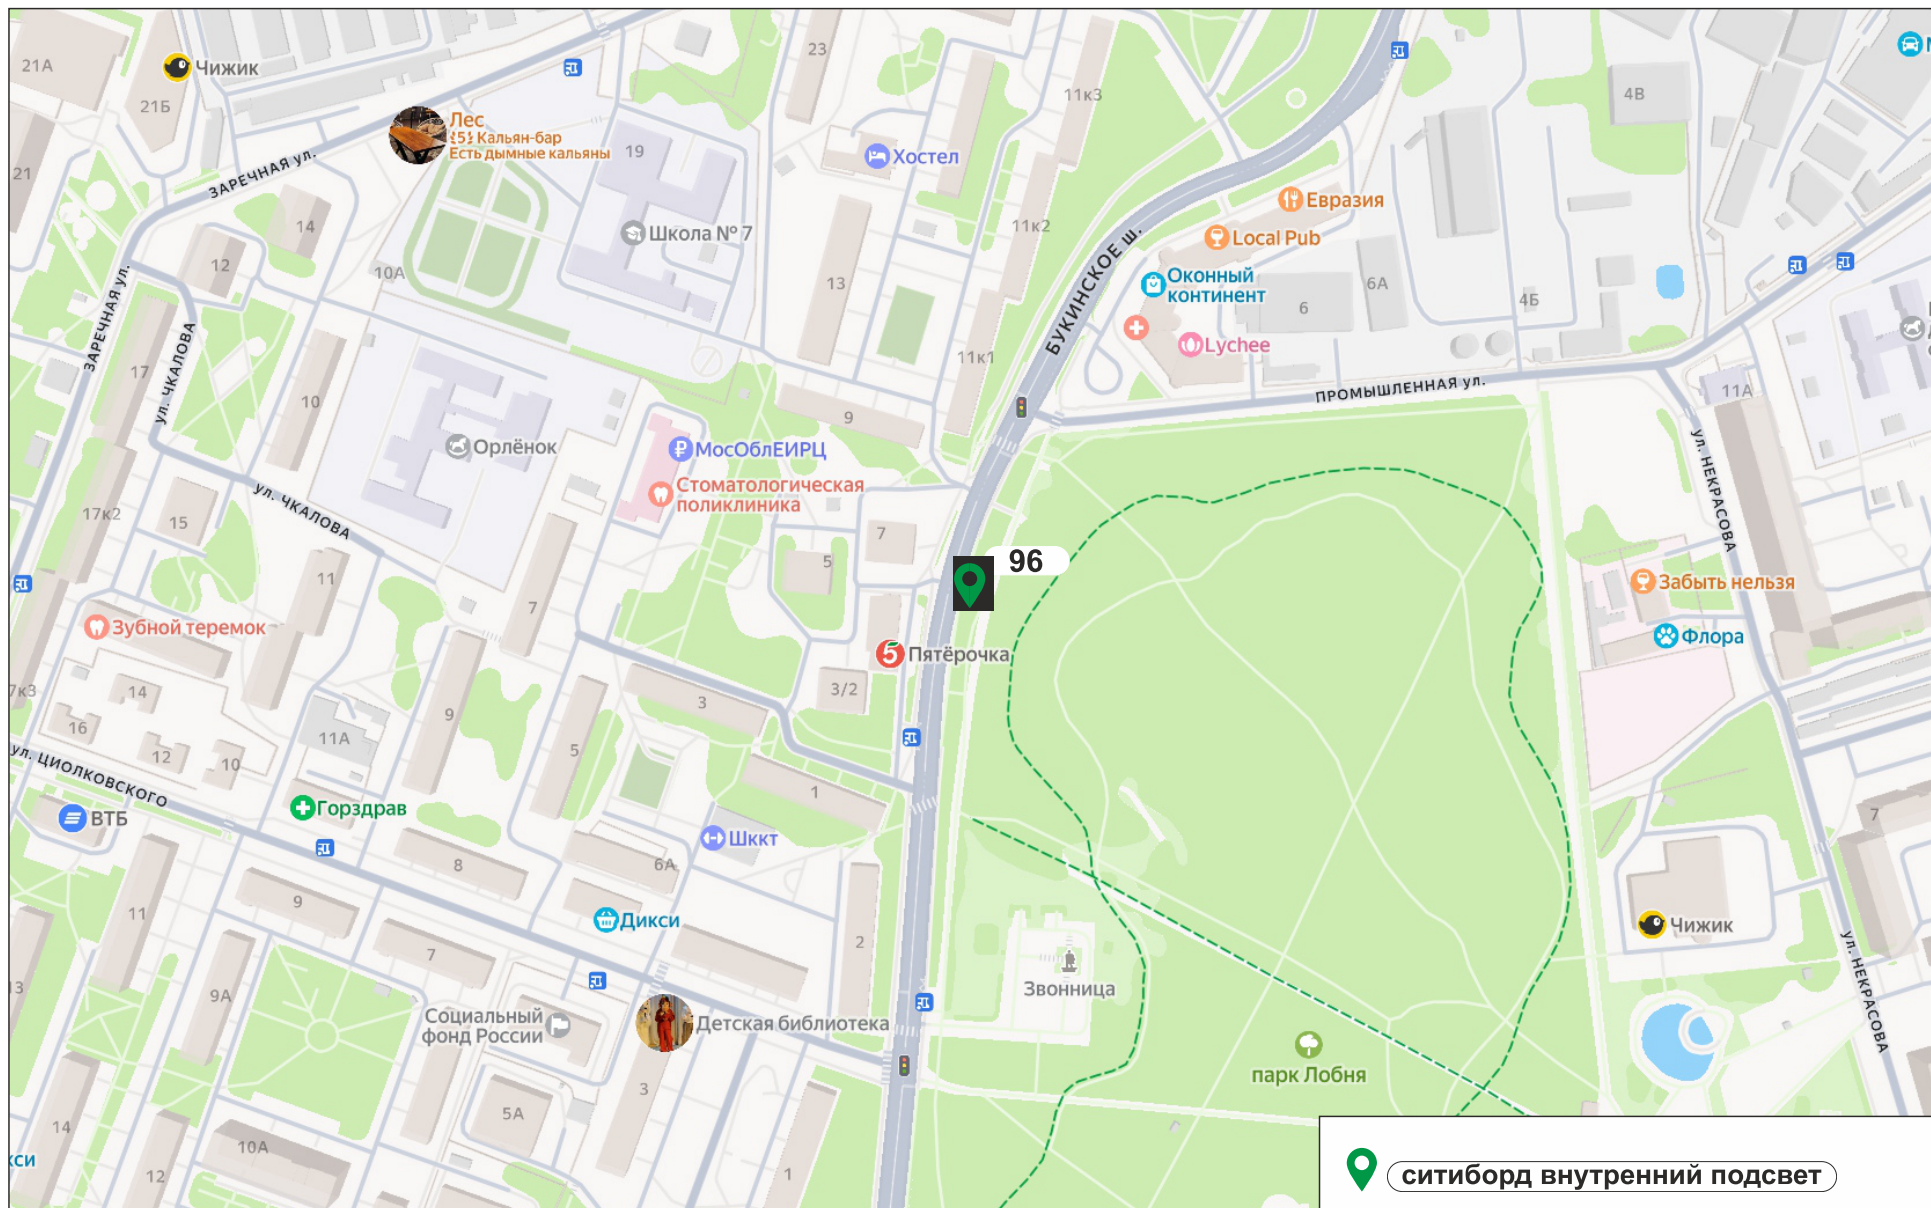 21А
Чижик
21Б
23
11к3
4В
Лес
Кальян-бар
Есть дымные кальяны
19
Хостел
21
ЗАРЕЧНАЯ ул.
14
Школа № 7
11к2
Евразия
Local Pub
БУКИНСКОЕ ш.
12
10А
13
Оконный
континент
6А
6
4Б
ЗАРЕЧНАЯ ул.
ул. ЧКАЛОВА
11к1
Lychee
17
ПРОМЫШЛЕННАЯ ул.
11А
10
9
Орлёнок
МосОблЕИРЦ
ул. НЕКРАСОВА
Стоматологическая
поликлиника
ул. ЧКАЛОВА
17к2
15
7
5
96
11
7
Забыть нельзя
Зубной теремок
Флора
5 Пятёрочка
7к3
14
3/2
3
16
9
11А
5
12
10
ул. ЦИОЛКОВСКОГО
1
Горздрав
ВТБ
7
Шккт
8
6А
9
11
Дикси
Чижик
2
7
ул. НЕКРАСОВА
13
9А
Звонница
Социальный
фонд России
Детская библиотека
парк Лобня
3
5А
14
10А
кси
12
1
ситиборд внутренний подсвет